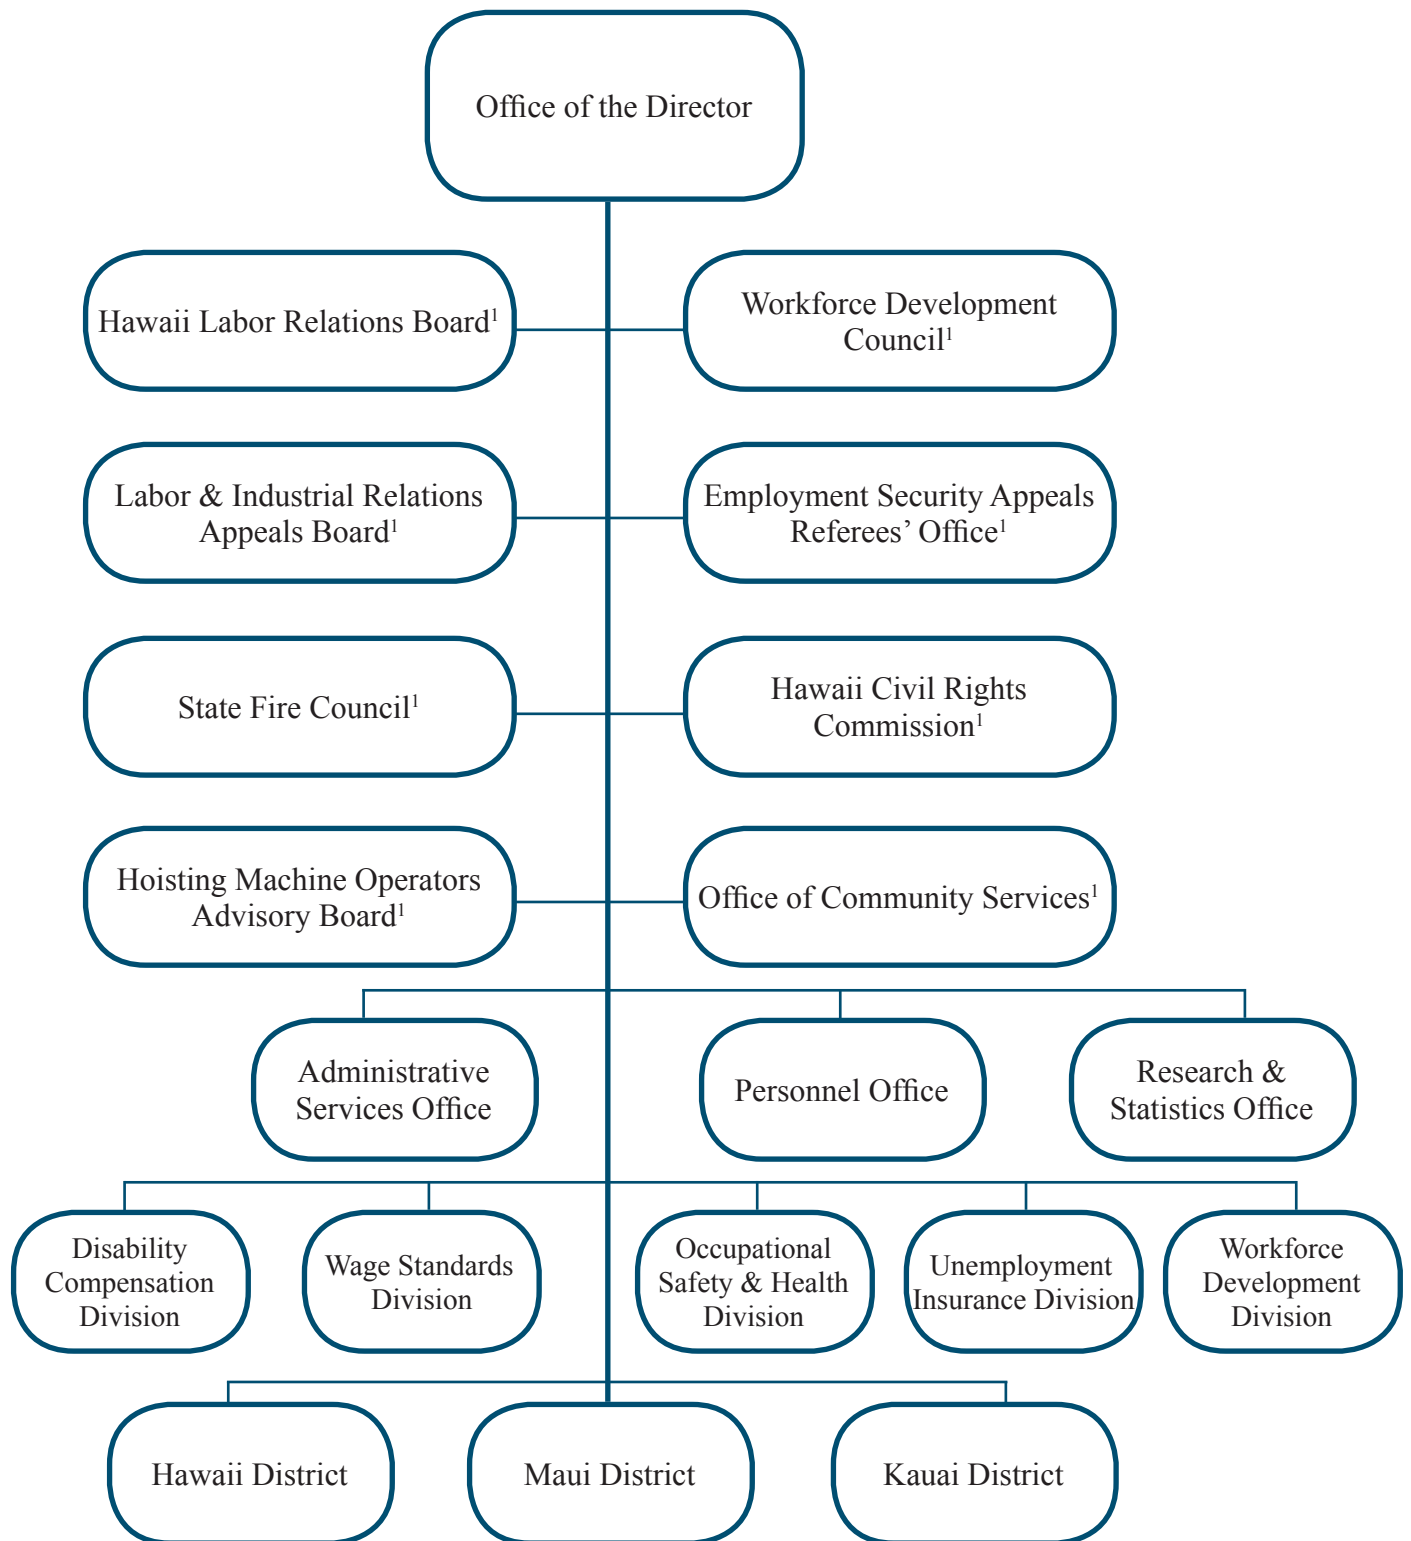 Office of the Director
Hawaii Labor Relations Board¹
Workforce Development
Council¹
Labor & Industrial Relations
Appeals Board¹
Employment Security Appeals
Referees’ Office¹
State Fire Council¹
Hawaii Civil Rights
Commission¹
Hoisting Machine Operators
Advisory Board¹
Office of Community Services¹
Administrative
Services Office
Personnel Office
Research &
Statistics Office
Disability
Compensation
Division
Wage Standards
Division
Occupational
Safety & Health
Division
Unemployment
Insurance Division
Workforce
Development
Division
Hawaii District
Maui District
Kauai District